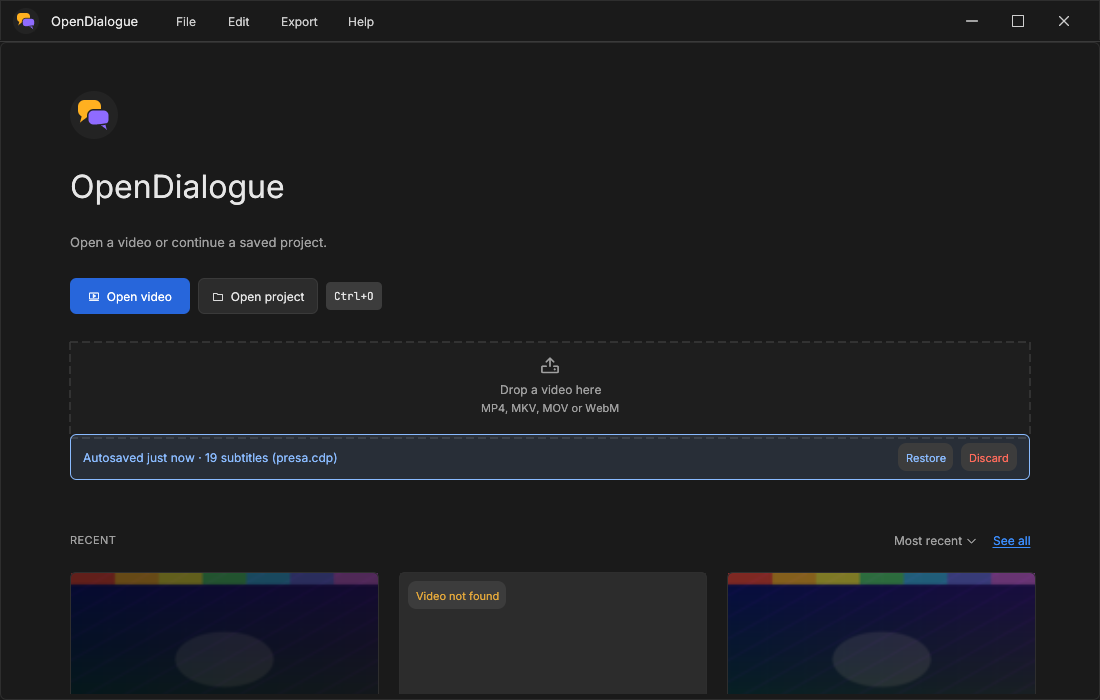 OpenDialogue File Edit Export Help
OpenDialogue
Open a video or continue a saved project.
Open video Open project Ctrl+O
Drop a video here
MP4, MKV, MOV or WebM
Autosaved just now · 19 subtitles (presa.cdp) Restore Discard
RECENT Most recent See all
Video not found